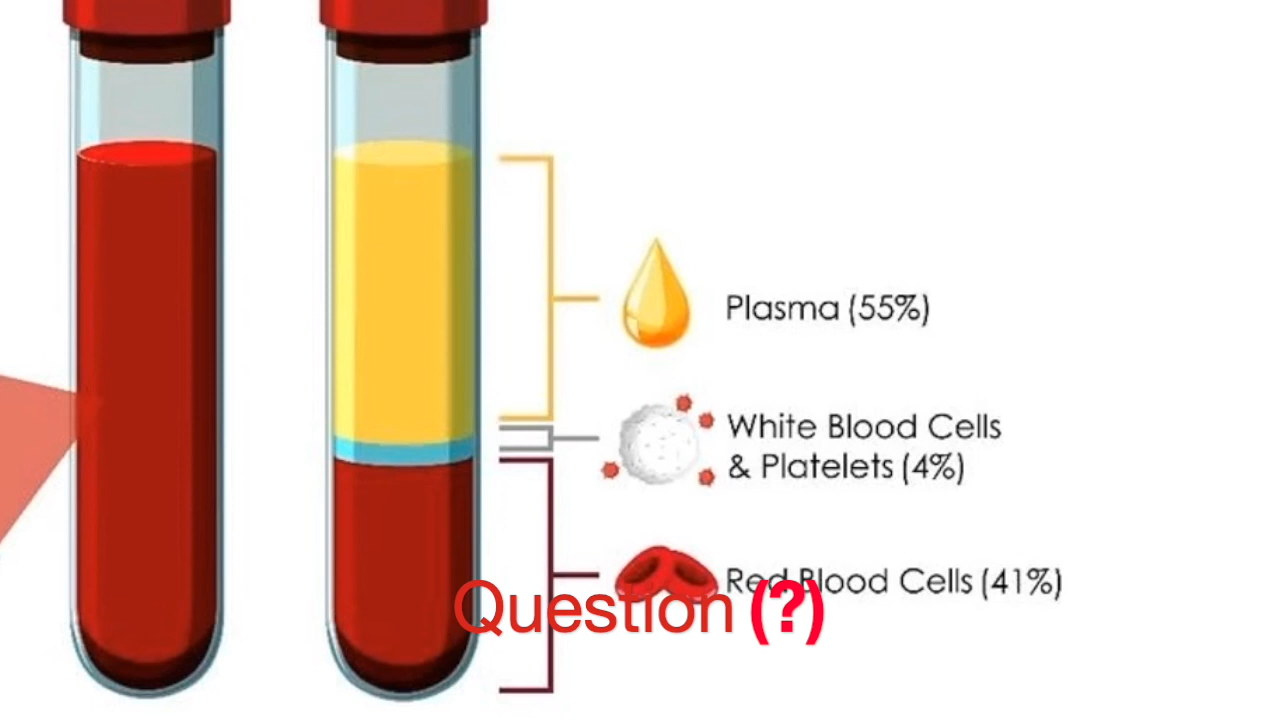 Plasma (55%)
White Blood Cells
& Platelets (4%)
Red Blood Cells (41%)
Question (?)